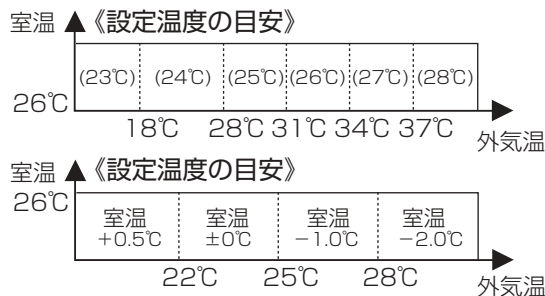 室温 《設定温度の目安》
(23℃) (24℃) (25℃) (26℃) (27℃) (28℃)
26℃
18℃ 28℃ 31℃ 34℃ 37℃
外気温
室温 《設定温度の目安》
26℃
室温 室温 室温 室温
+0.5℃ ±0℃ −1.0℃ −2.0℃
22℃ 25℃ 28℃
外気温